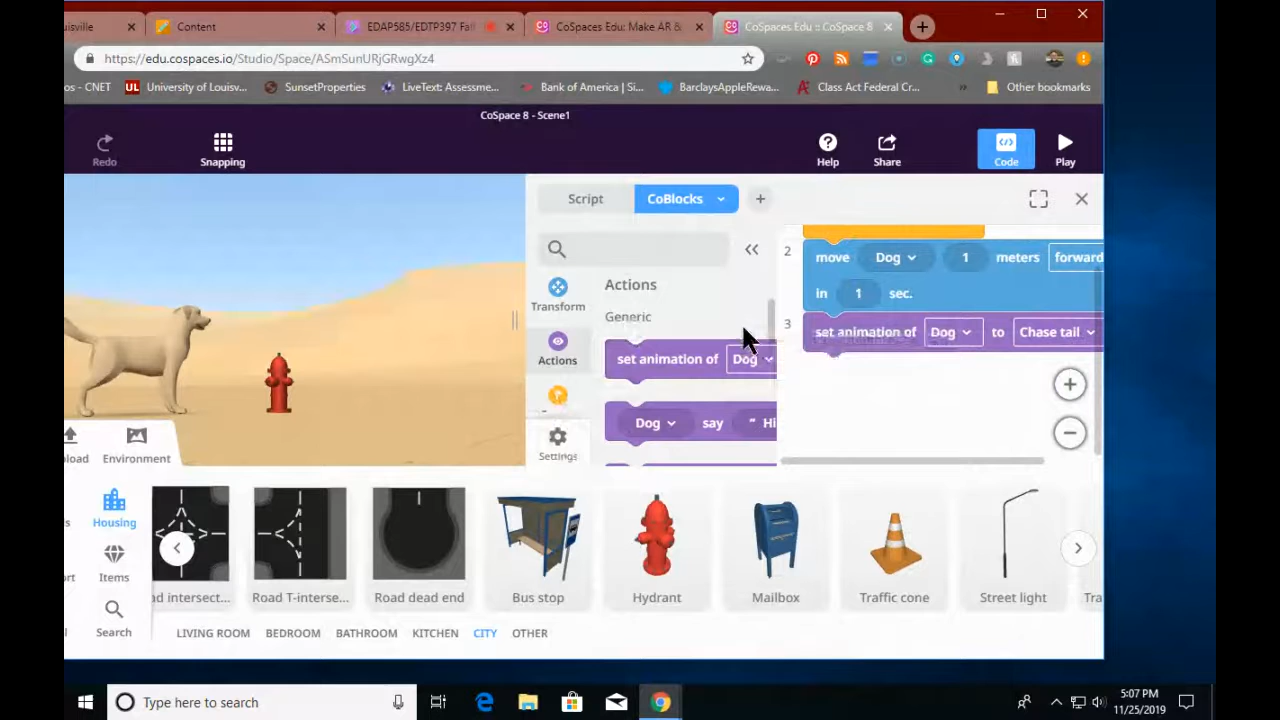 uisville
Content
EDAP585/EDTP397 Fal
CoSpaces Edu: Make AR &
CoSpaces Edu :: CoSpace 8
https://edu.cospaces.io/Studio/Space/ASmSunURjGRwgXz4
os - CNET
UL University of Louisv...
SunsetProperties
LiveText: Assessme...
Bank of America | Si...
BarclaysAppleRewa...
Class Act Federal Cr...
»
Other bookmarks
CoSpace 8 - Scene1
Redo
Snapping
Help
Share
Code
Play
Script
CoBlocks
Transform
Actions
Settings
Actions
Generic
set animation of Dog
Dog say “ Hi
2 move Dog 1 meters forward
in 1 sec.
3 set animation of Dog to Chase tail
load
Environment
Housing
Items
Search
ad intersect...
Road T-interse...
Road dead end
Bus stop
Hydrant
Mailbox
Traffic cone
Street light
Tra
LIVING ROOM BEDROOM BATHROOM KITCHEN CITY OTHER
Type here to search
5:07 PM
11/25/2019